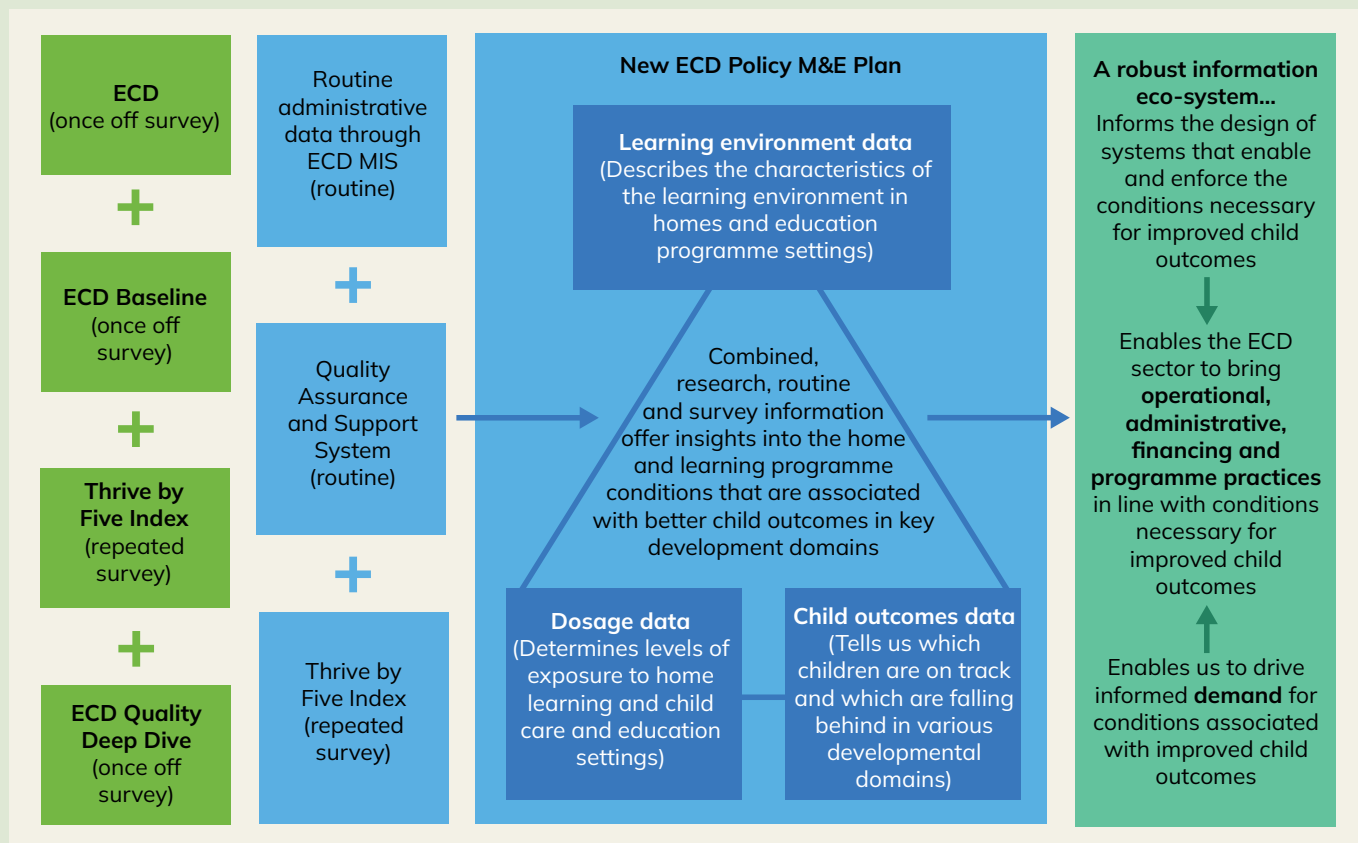 ECD
(once off survey)
+
ECD Baseline
(once off
survey)
+
Thrive by
Five Index
(repeated
survey)
+
ECD Quality
Deep Dive
(once off
survey)
Routine
administrative
data through
ECD MIS
(routine)
+
Quality
Assurance
and Support
System
(routine)
+
Thrive by
Five Index
(repeated
survey)
New ECD Policy M&E Plan
Learning environment data
(Describes the characteristics of
the learning environment in
homes and education
programme settings)
Combined,
research, routine
and survey information
offer insights into the home
and learning programme
conditions that are associated
with better child outcomes in key
development domains
Dosage data
(Determines levels of
exposure to home
learning and child
care and education
settings)
Child outcomes data
(Tells us which
children are on track
and which are falling
behind in various
developmental
domains)
A robust information
eco-system...
Informs the design of
systems that enable
and enforce the
conditions necessary
for improved child
outcomes
Enables the ECD
sector to bring
operational,
administrative,
financing and
programme practices
in line with conditions
necessary for
improved child
outcomes
Enables us to drive
informed demand for
conditions associated
with improved child
outcomes